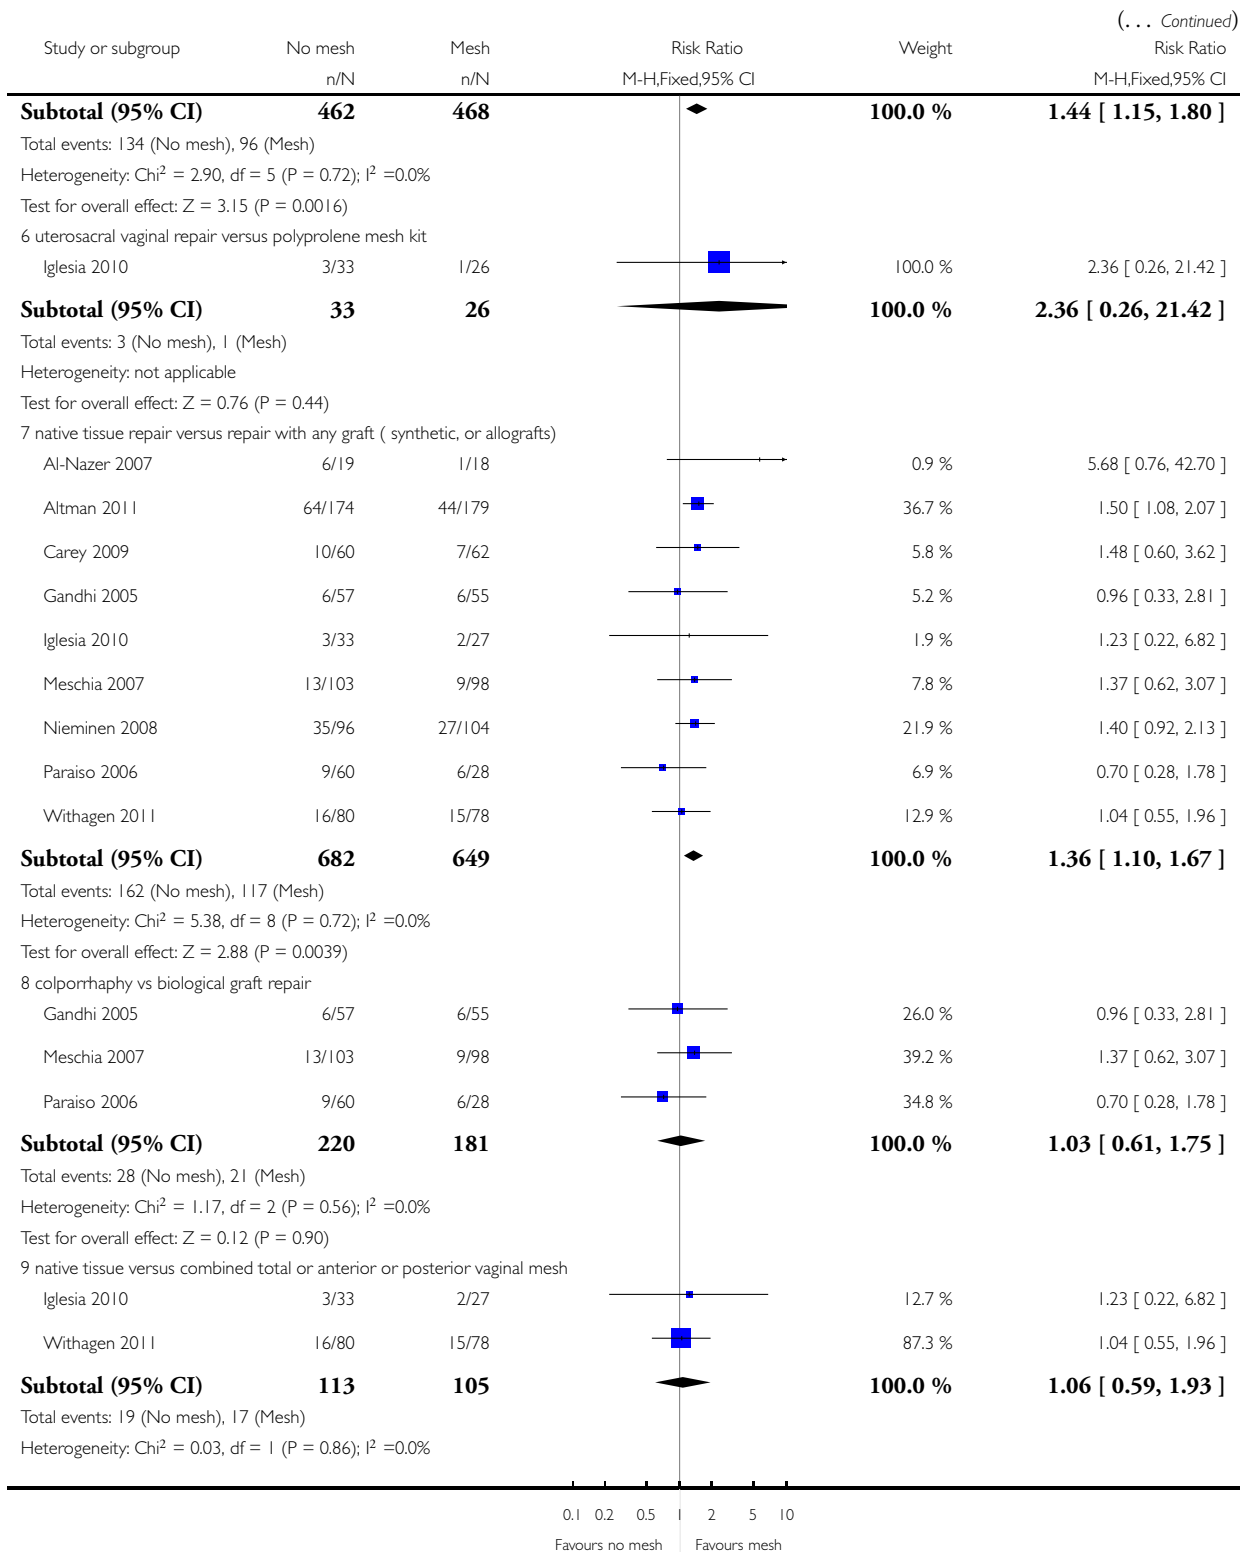 (... Continued)
Study or subgroup No mesh Mesh Risk Ratio Weight Risk Ratio
n/N n/N M-H,Fixed,95% CI M-H,Fixed,95% CI
Subtotal (95% CI) 462 468 100.0 % 1.44 [ 1.15, 1.80 ]
Total events: 134 (No mesh), 96 (Mesh)
Heterogeneity: Chi² = 2.90, df = 5 (P = 0.72); I² =0.0%
Test for overall effect: Z = 3.15 (P = 0.0016)
6 uterosacral vaginal repair versus polyprolene mesh kit
Iglesia 2010 3/33 1/26 100.0 % 2.36 [ 0.26, 21.42 ]
Subtotal (95% CI) 33 26 100.0 % 2.36 [ 0.26, 21.42 ]
Total events: 3 (No mesh), 1 (Mesh)
Heterogeneity: not applicable
Test for overall effect: Z = 0.76 (P = 0.44)
7 native tissue repair versus repair with any graft ( synthetic, or allografts)
Al-Nazer 2007 6/19 1/18 0.9 % 5.68 [ 0.76, 42.70 ]
Altman 2011 64/174 44/179 36.7 % 1.50 [ 1.08, 2.07 ]
Carey 2009 10/60 7/62 5.8 % 1.48 [ 0.60, 3.62 ]
Gandhi 2005 6/57 6/55 5.2 % 0.96 [ 0.33, 2.81 ]
Iglesia 2010 3/33 2/27 1.9 % 1.23 [ 0.22, 6.82 ]
Meschia 2007 13/103 9/98 7.8 % 1.37 [ 0.62, 3.07 ]
Nieminen 2008 35/96 27/104 21.9 % 1.40 [ 0.92, 2.13 ]
Paraiso 2006 9/60 6/28 6.9 % 0.70 [ 0.28, 1.78 ]
Withagen 2011 16/80 15/78 12.9 % 1.04 [ 0.55, 1.96 ]
Subtotal (95% CI) 682 649 100.0 % 1.36 [ 1.10, 1.67 ]
Total events: 162 (No mesh), 117 (Mesh)
Heterogeneity: Chi² = 5.38, df = 8 (P = 0.72); I² =0.0%
Test for overall effect: Z = 2.88 (P = 0.0039)
8 colporrhaphy vs biological graft repair
Gandhi 2005 6/57 6/55 26.0 % 0.96 [ 0.33, 2.81 ]
Meschia 2007 13/103 9/98 39.2 % 1.37 [ 0.62, 3.07 ]
Paraiso 2006 9/60 6/28 34.8 % 0.70 [ 0.28, 1.78 ]
Subtotal (95% CI) 220 181 100.0 % 1.03 [ 0.61, 1.75 ]
Total events: 28 (No mesh), 21 (Mesh)
Heterogeneity: Chi² = 1.17, df = 2 (P = 0.56); I² =0.0%
Test for overall effect: Z = 0.12 (P = 0.90)
9 native tissue versus combined total or anterior or posterior vaginal mesh
Iglesia 2010 3/33 2/27 12.7 % 1.23 [ 0.22, 6.82 ]
Withagen 2011 16/80 15/78 87.3 % 1.04 [ 0.55, 1.96 ]
Subtotal (95% CI) 113 105 100.0 % 1.06 [ 0.59, 1.93 ]
Total events: 19 (No mesh), 17 (Mesh)
Heterogeneity: Chi² = 0.03, df = 1 (P = 0.86); I² =0.0%
0.1 0.2 0.5 1 2 5 10
Favours no mesh Favours mesh